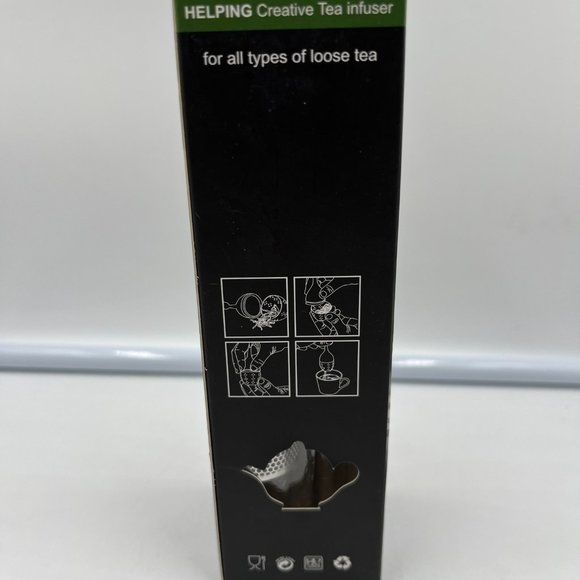 HELPING Creative Tea infuser
for all types of loose tea